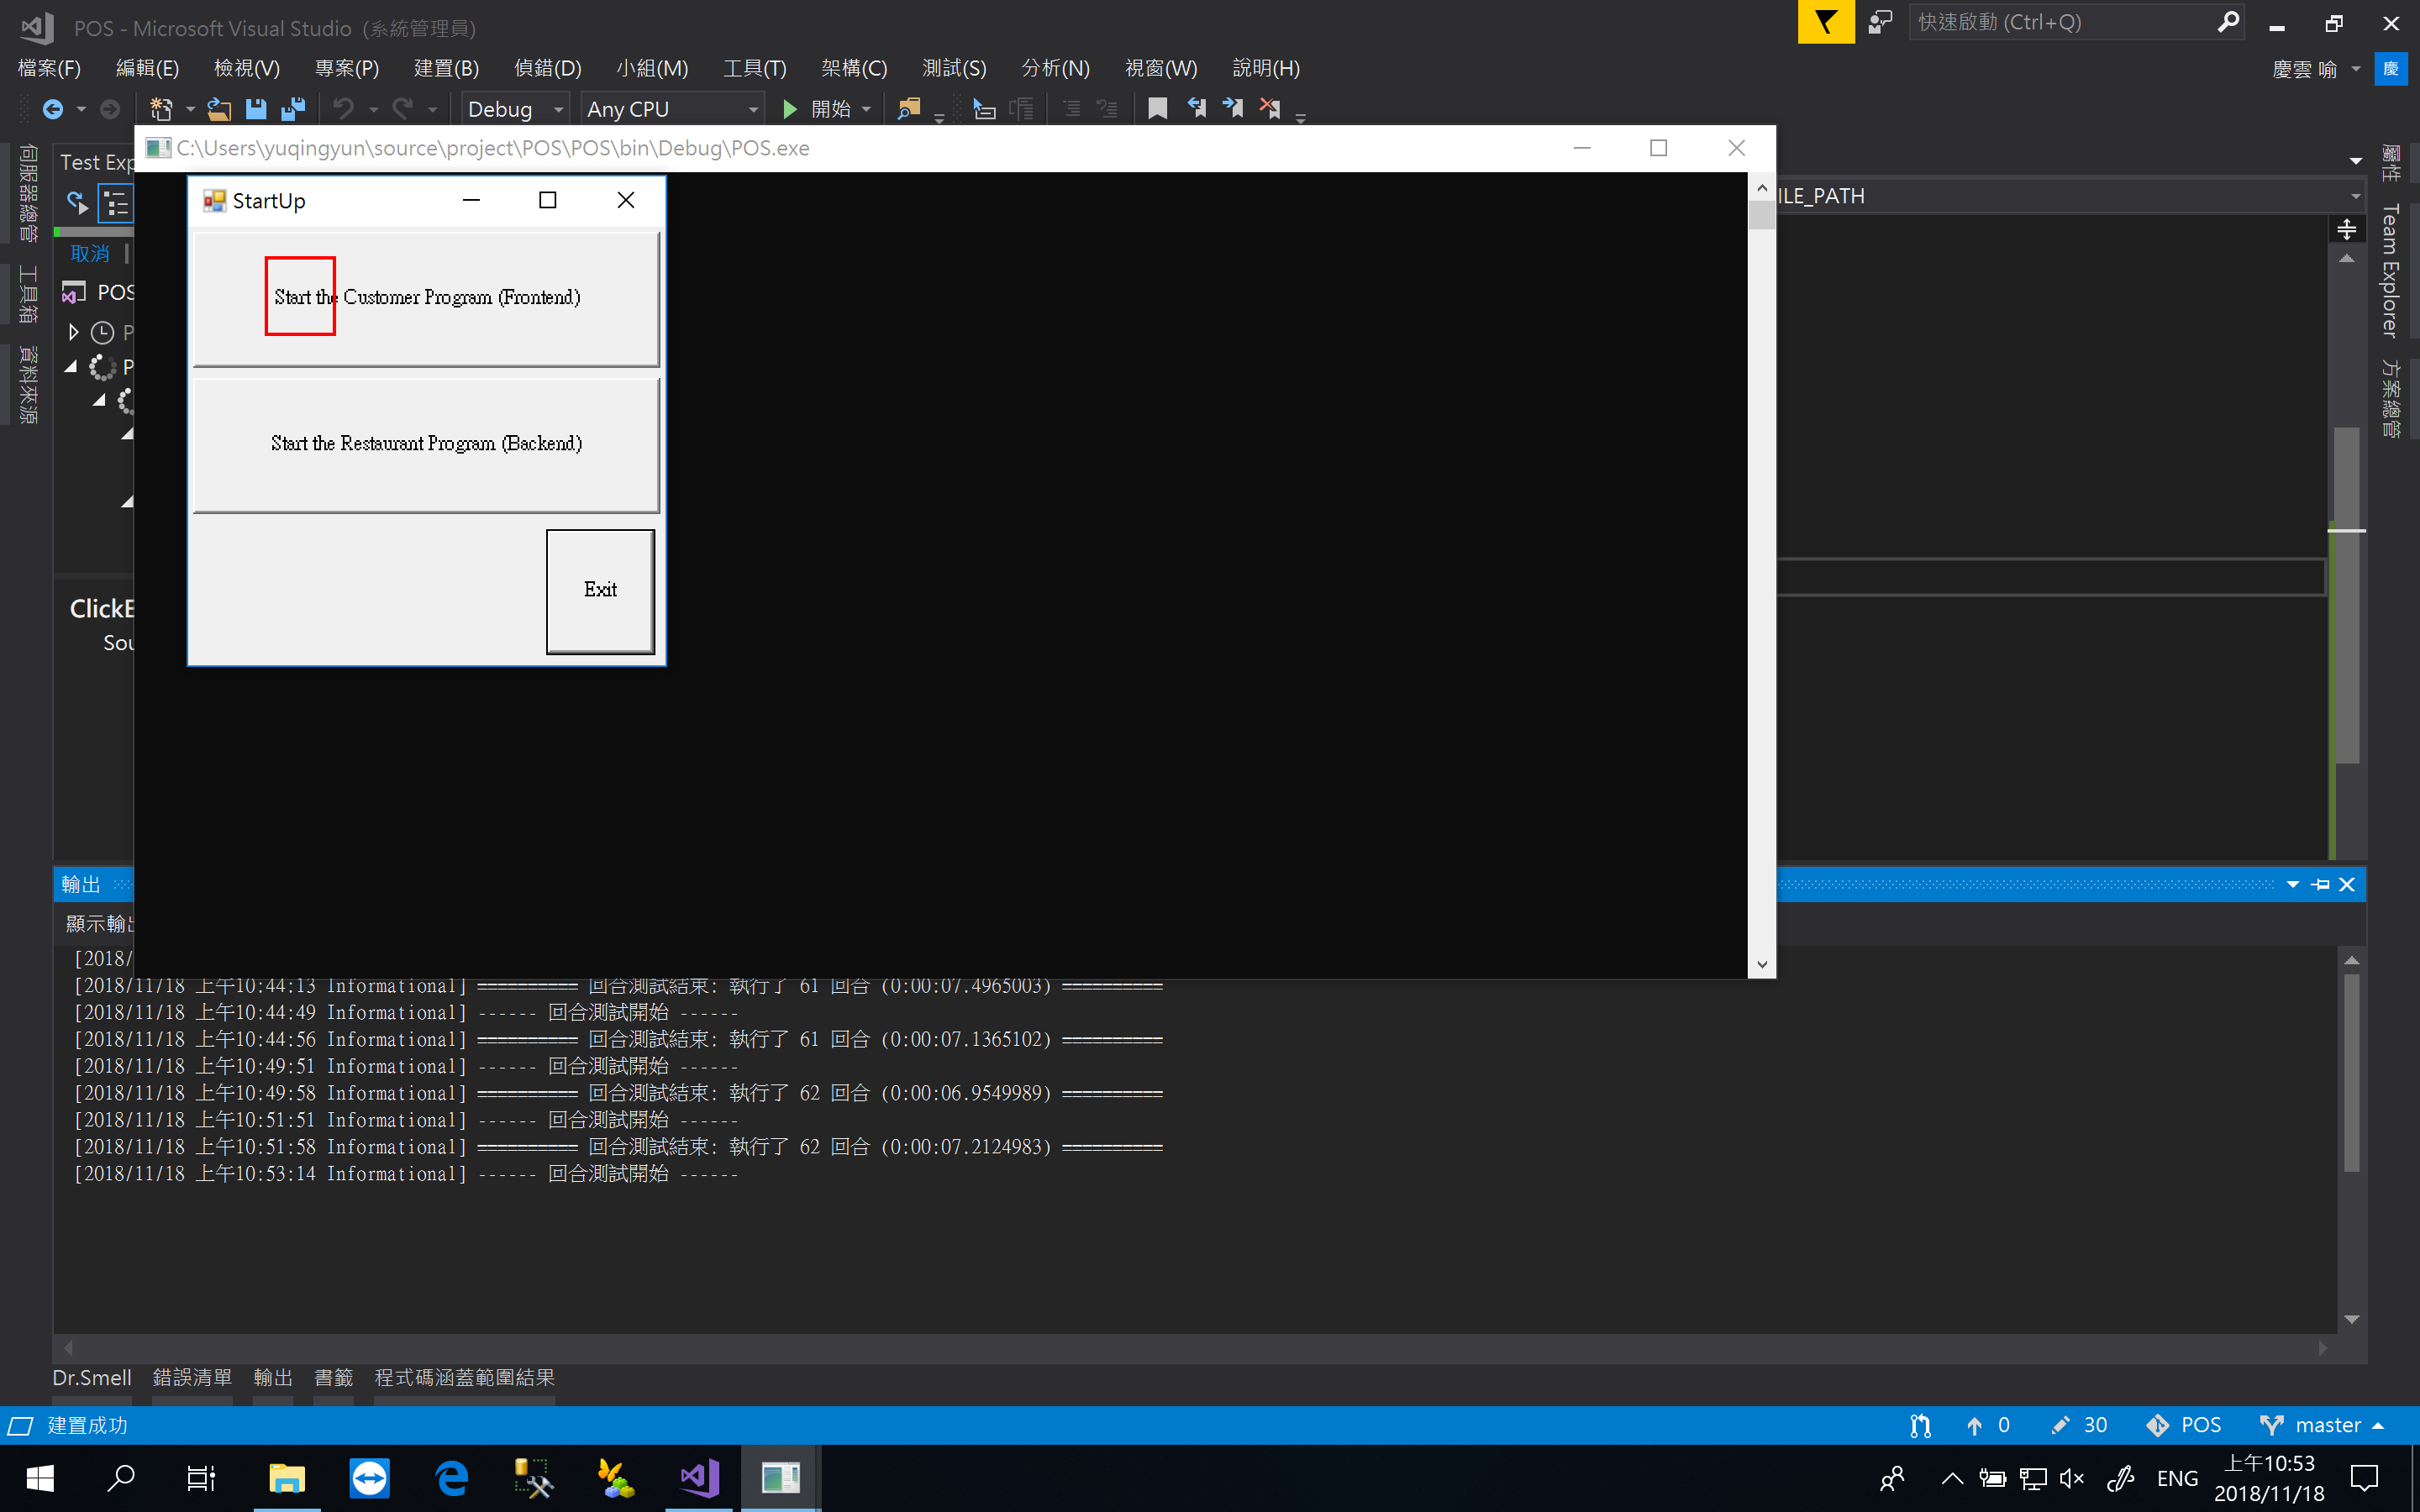 POS - Microsoft Visual Studio (系統管理員)
快速啟動 (Ctrl+Q)
檔案(F) 編輯(E) 檢視(V) 專案(P) 建置(B) 偵錯(D) 小組(M) 工具(T) 架構(C) 測試(S) 分析(N) 視窗(W) 說明(H)
慶雲 喻
慶
Debug
Any CPU
開始
C:\Users\yuqingyun\source\project\POS\POS\bin\Debug\POS.exe
伺服器總管
工具箱
資料來源
Test Exp
取消
POS
P
P
ClickE
Sou
StartUp
Start the Customer Program (Frontend)
Start the Restaurant Program (Backend)
Exit
ILE_PATH
屬性
Team Explorer
方案總管
輸出
顯示輸出
[2018/
[2018/11/18 上午10:44:13 Informational] ========== 回合測試結束: 執行了 61 回合 (0:00:07.4965003) ==========
[2018/11/18 上午10:44:49 Informational] ------ 回合測試開始 ------
[2018/11/18 上午10:44:56 Informational] ========== 回合測試結束: 執行了 61 回合 (0:00:07.1365102) ==========
[2018/11/18 上午10:49:51 Informational] ------ 回合測試開始 ------
[2018/11/18 上午10:49:58 Informational] ========== 回合測試結束: 執行了 62 回合 (0:00:06.9549989) ==========
[2018/11/18 上午10:51:51 Informational] ------ 回合測試開始 ------
[2018/11/18 上午10:51:58 Informational] ========== 回合測試結束: 執行了 62 回合 (0:00:07.2124983) ==========
[2018/11/18 上午10:53:14 Informational] ------ 回合測試開始 ------
Dr.Smell 錯誤清單 輸出 書籤 程式碼涵蓋範圍結果
建置成功
0 30 POS master
ENG
上午10:53
2018/11/18